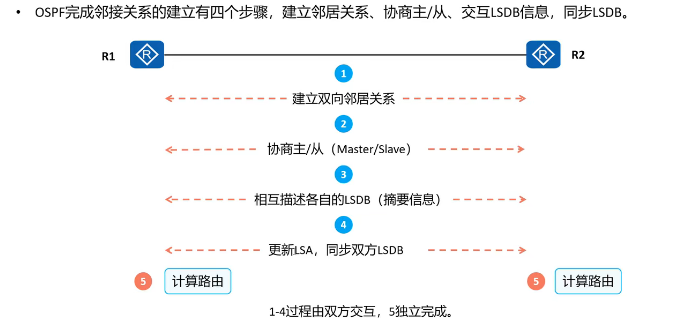 • OSPF完成邻接关系的建立有四个步骤，建立邻居关系、协商主/从、交互LSDB信息，同步LSDB。
R1 R R R2
1
建立双向邻居关系
2
协商主/从（Master/Slave）
3
相互描述各自的LSDB（摘要信息）
4
更新LSA，同步双方LSDB
5 计算路由 5 计算路由
1-4过程由双方交互，5独立完成。